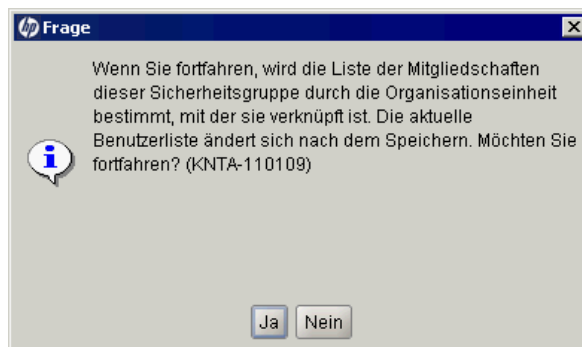 hp Frage
Wenn Sie fortfahren, wird die Liste der Mitgliedschaften
dieser Sicherheitsgruppe durch die Organisationseinheit
bestimmt, mit der sie verknüpft ist. Die aktuelle
Benutzerliste ändert sich nach dem Speichern. Möchten Sie
fortfahren? (KNTA-110109)
Ja Nein